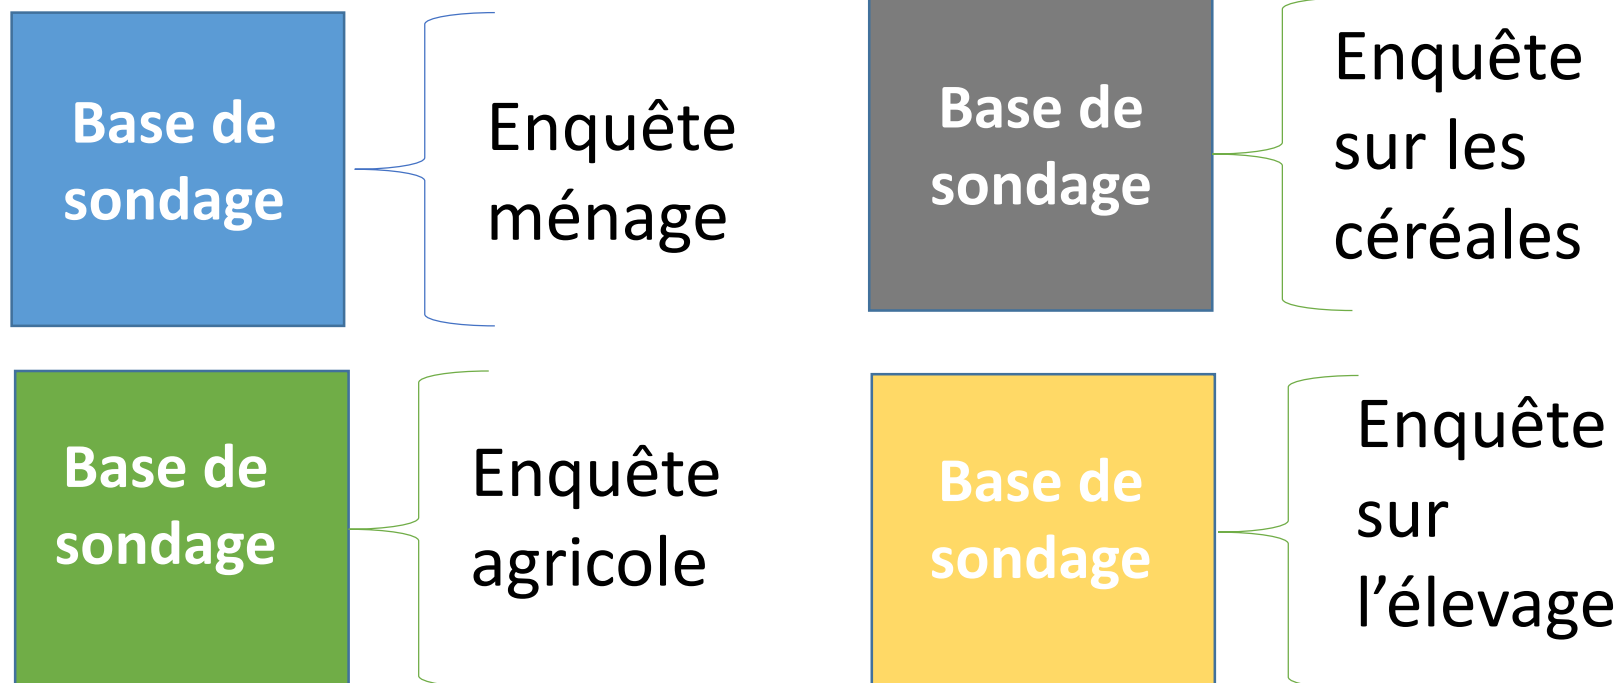 Base de
sondage
Enquête
ménage
Base de
sondage
Enquête
sur les
céréales
Base de
sondage
Enquête
agricole
Base de
sondage
Enquête
sur
l’élevage